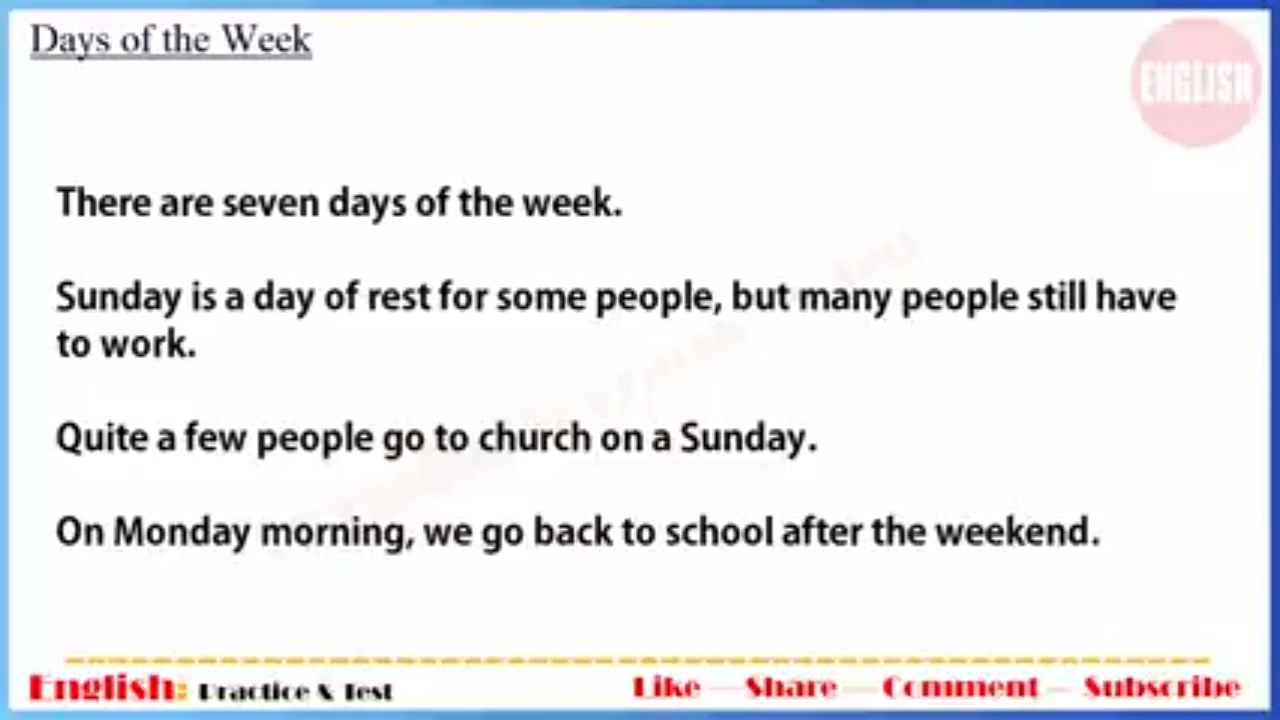 Days of the Week
ENGLISH
There are seven days of the week.
Sunday is a day of rest for some people, but many people still have
to work.
Quite a few people go to church on a Sunday.
On Monday morning, we go back to school after the weekend.
English: Practice & Test
Like — Share — Comment — Subscribe